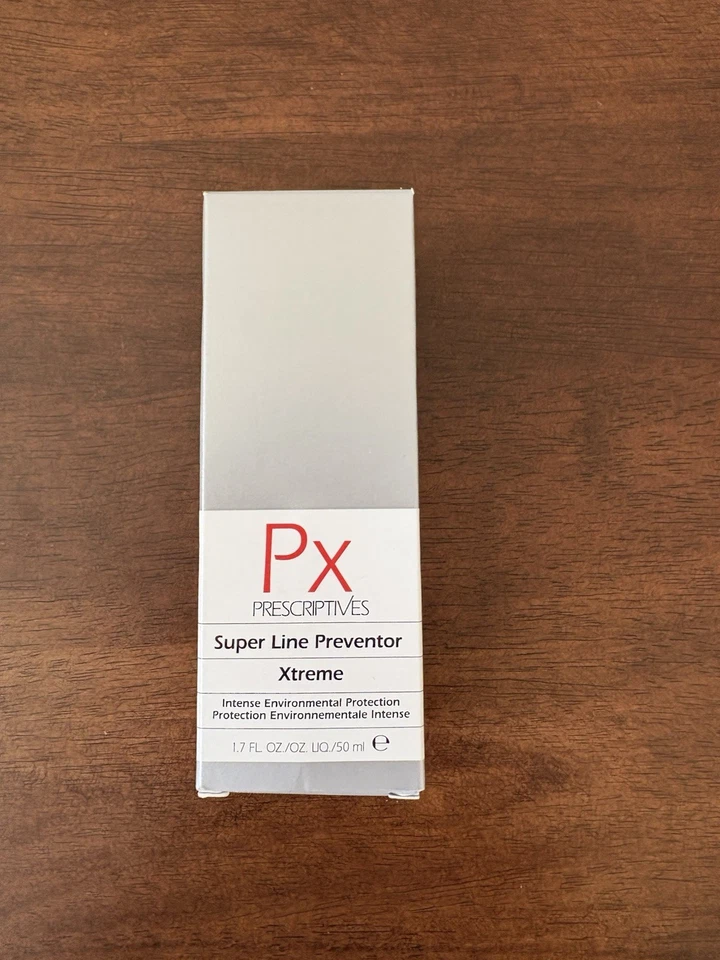 Px
PRESCRIPTIVES
Super Line Preventor
Xtreme
Intense Environmental Protection
Protection Environnementale Intense
1.7 FL. OZ./OZ. LIQ./50 ml ℮